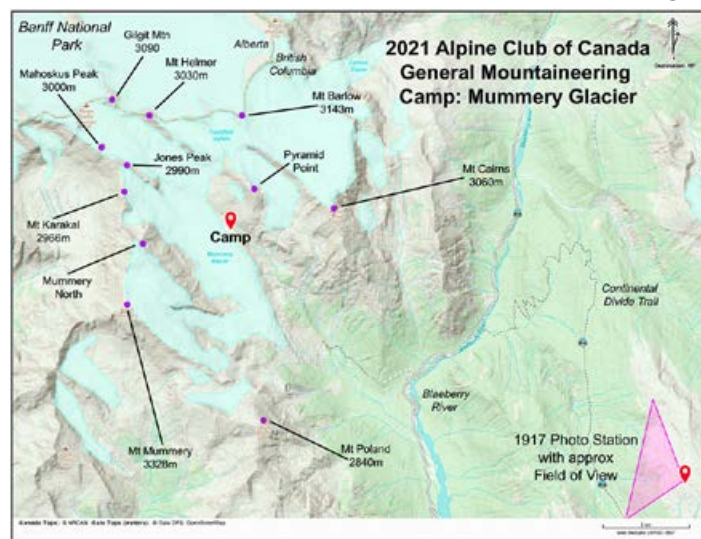 2021 Alpine Club of Canada
General Mountaineering
Camp: Mummery Glacier
Banff National
Park
Gilgit Mtn
3090
Mt Helmer
3030m
Alberta
British
Columbia
Mahoskus Peak
3000m
Mt Barlow
3143m
Jones Peak
2990m
Pyramid
Point
Mt Cairns
3060m
Mt Karakal
2966m
Camp
Mummery
Glacier
Mummery
North
Continental
Divide Trail
Blaeberry
River
Mt Mummery
3328m
Mt Poland
2840m
1917 Photo Station
with approx
Field of View